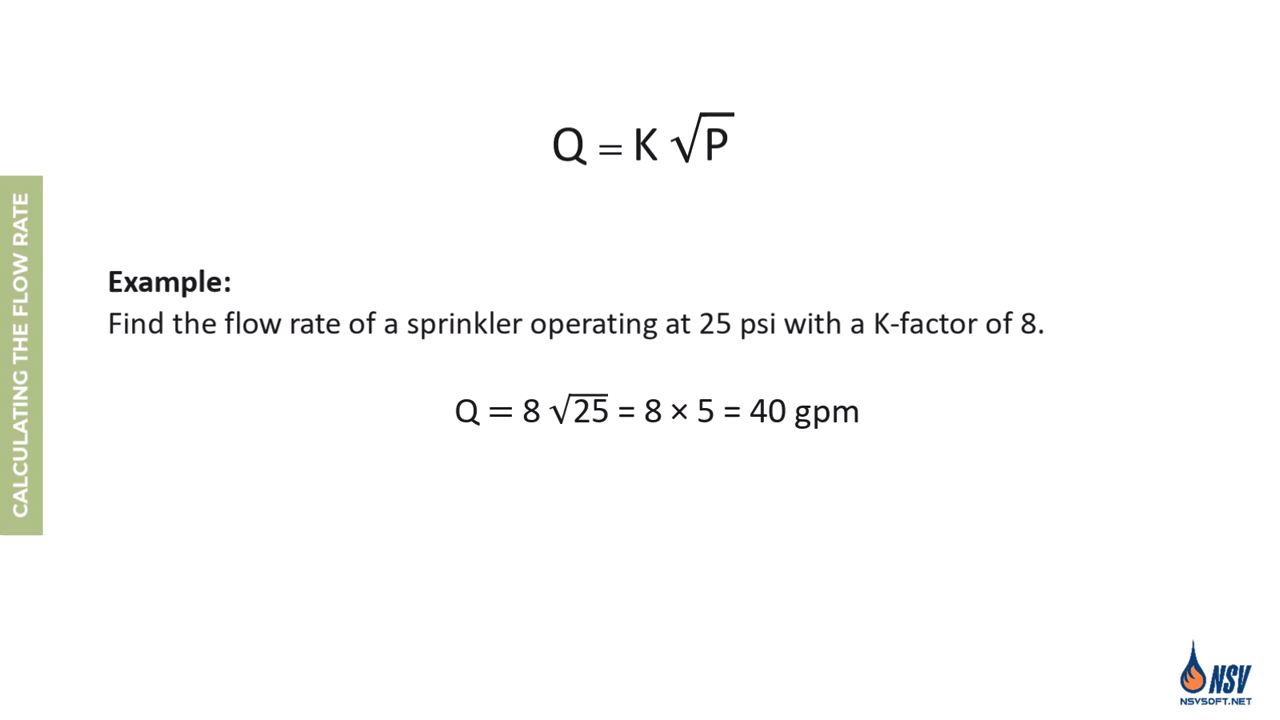 Q = K √P
CALCULATING THE FLOW RATE
Example:
Find the flow rate of a sprinkler operating at 25 psi with a K-factor of 8.
Q = 8 √25 = 8 × 5 = 40 gpm
NSV
NSVSOFT.NET